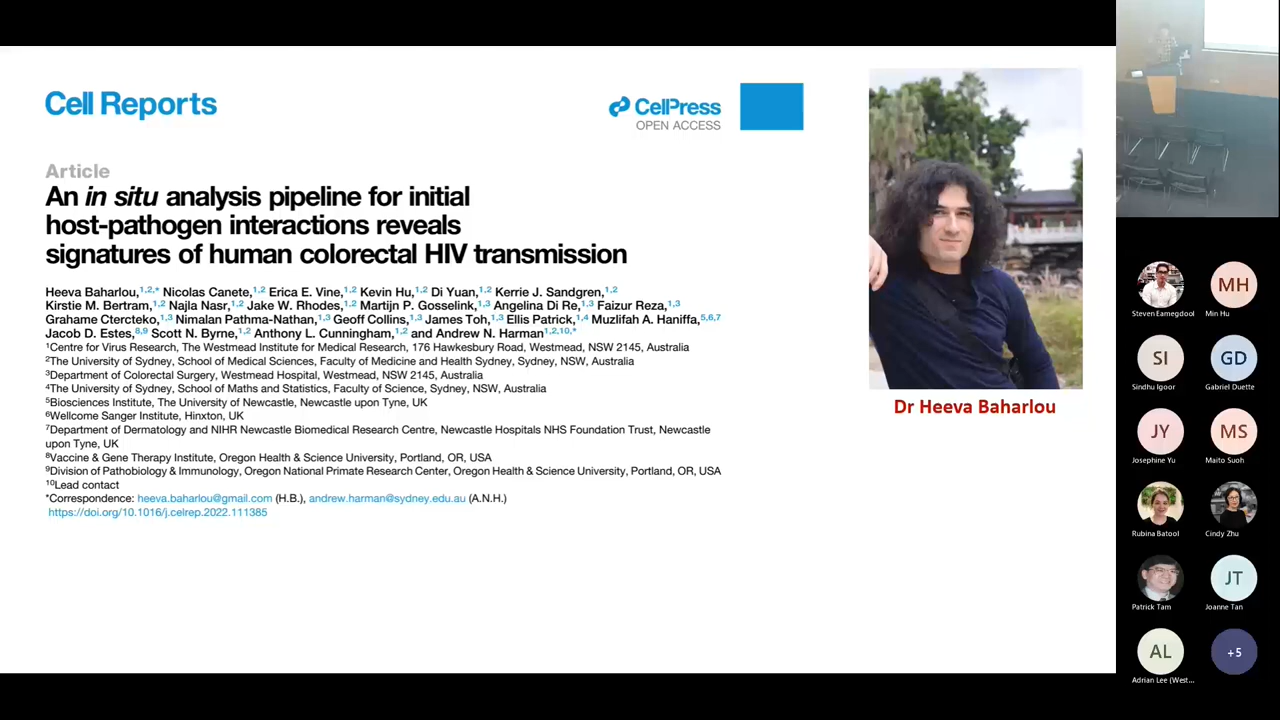 Cell Reports
CellPress
OPEN ACCESS
Article
An in situ analysis pipeline for initial
host-pathogen interactions reveals
signatures of human colorectal HIV transmission
Heeva Baharlou,1,2,* Nicolas Canete,1,2 Erica E. Vine,1,2 Kevin Hu,1,2 Di Yuan,1,2 Kerrie J. Sandgren,1,2
Kirstie M. Bertram,1,2 Najla Nasr,1,2 Jake W. Rhodes,1,2 Martijn P. Gosselink,1,3 Angelina Di Re,1,3 Faizur Reza,1,3
Grahame Ctercteko,1,3 Nimalan Pathma-Nathan,1,3 Geoff Collins,1,3 James Toh,1,3 Ellis Patrick,1,4 Muzlifah A. Haniffa,5,6,7
Jacob D. Estes,8,9 Scott N. Byrne,1,2 Anthony L. Cunningham,1,2 and Andrew N. Harman1,2,10,*
1Centre for Virus Research, The Westmead Institute for Medical Research, 176 Hawkesbury Road, Westmead, NSW 2145, Australia
2The University of Sydney, School of Medical Sciences, Faculty of Medicine and Health Sydney, Sydney, NSW, Australia
3Department of Colorectal Surgery, Westmead Hospital, Westmead, NSW 2145, Australia
4The University of Sydney, School of Maths and Statistics, Faculty of Science, Sydney, NSW, Australia
5Biosciences Institute, The University of Newcastle, Newcastle upon Tyne, UK
6Wellcome Sanger Institute, Hinxton, UK
7Department of Dermatology and NIHR Newcastle Biomedical Research Centre, Newcastle Hospitals NHS Foundation Trust, Newcastle
upon Tyne, UK
8Vaccine & Gene Therapy Institute, Oregon Health & Science University, Portland, OR, USA
9Division of Pathobiology & Immunology, Oregon National Primate Research Center, Oregon Health & Science University, Portland, OR, USA
10Lead contact
*Correspondence: heeva.baharlou@gmail.com (H.B.), andrew.harman@sydney.edu.au (A.N.H.)
https://doi.org/10.1016/j.celrep.2022.111385
Dr Heeva Baharlou
MH
Steven Eamegdool
Min Hu
SI
GD
Sindhu Igoor
Gabriel Duette
JY
MS
Josephine Yu
Maito Suoh
Rubina Batool
Cindy Zhu
JT
Patrick Tam
Joanne Tan
AL
+5
Adrian Lee (West...